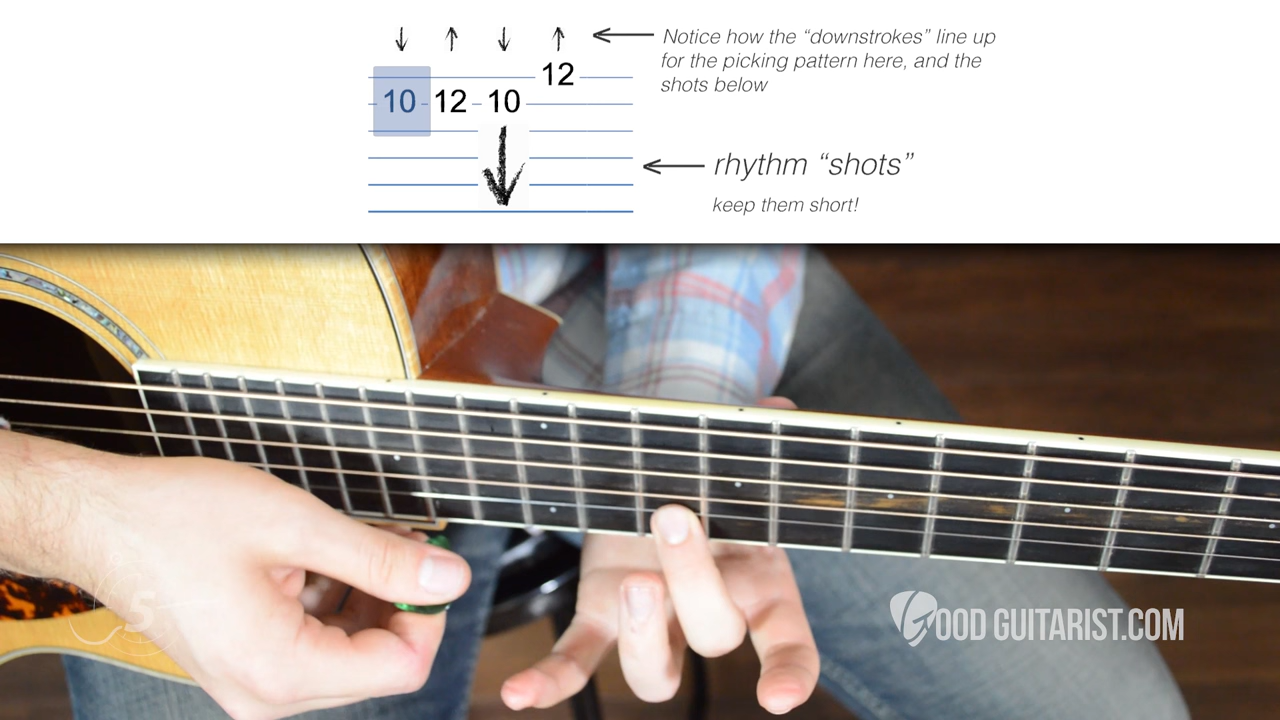 ↓ ↑ ↓ ↑
Notice how the “downstrokes” line up
for the picking pattern here, and the
shots below
12
10 12 10
rhythm “shots”
keep them short!
5
GOOD GUITARIST.COM